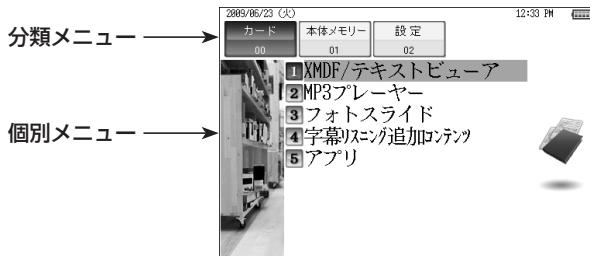 2009/06/23 (火) 12:33 PM
分類メニュー
カード 本体メモリー 設定
00 01 02
個別メニュー
1 XMDF/テキストビューア
2 MP3プレーヤー
3 フォトスライド
4 字幕リスニング追加コンテンツ
5 アプリ